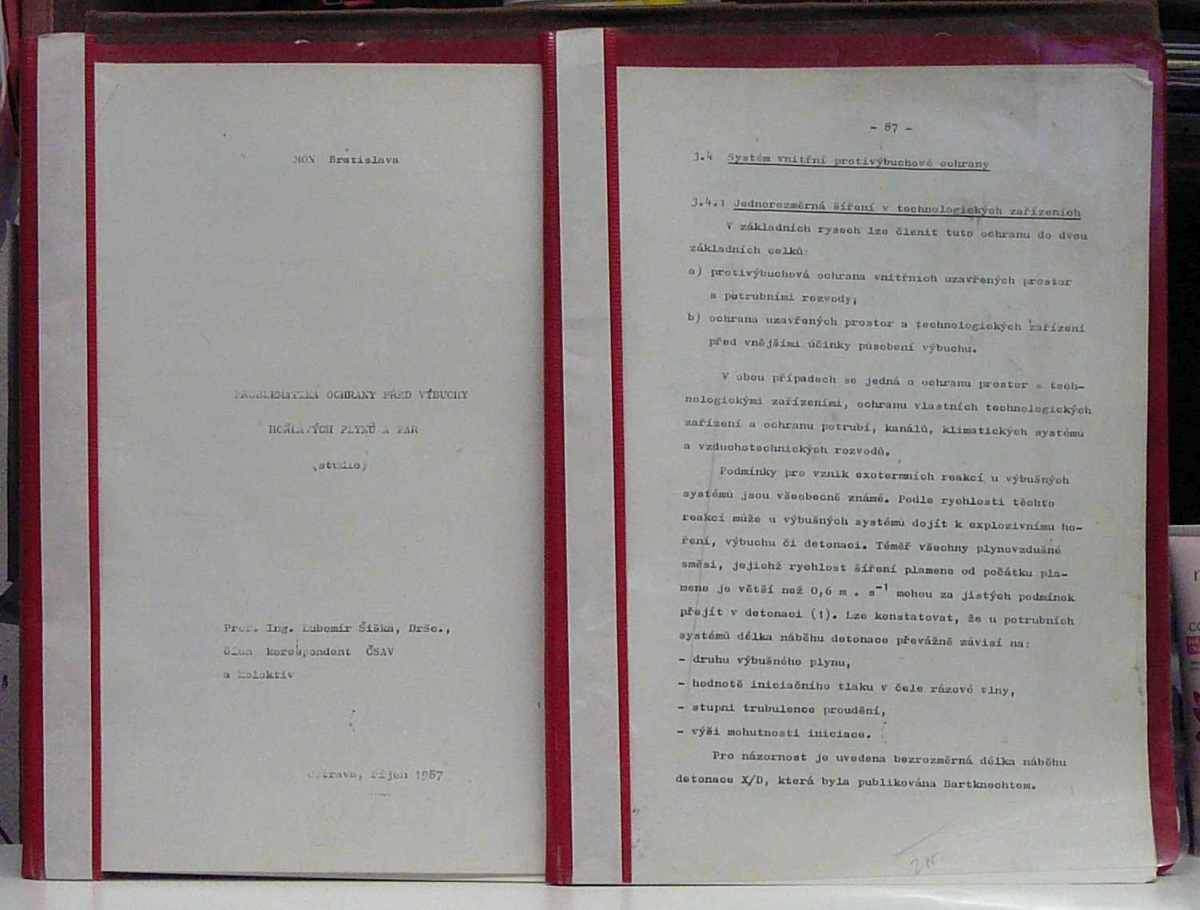 MON Bratislava
PROBLEMATIKA OCHRANY PŘED VÝBUCHY
HOŘLAVÝCH PLYNŮ A PAR
(studie)
Prof. Ing. Lubomír Šiška, Drsc.,
člen korespondent ČSAV
a kolektiv
Ostrava, říjen 1987
- 87 -
3.4 Systém vnitřní protivýbuchové ochrany
3.4.1 Jednorozměrná šíření v technologických zařízeních
V základních rysech lze členit tuto ochranu do dvou
základních celků:
a) protivýbuchová ochrana vnitřních uzavřených prostor
a potrubními rozvody;
b) ochrana uzavřených prostor a technologických zařízení
před vnějšími účinky působení výbuchu.
V obou případech se jedná o ochranu prostor s tech-
nologickými zařízeními, ochranu vlastních technologických
zařízení a ochranu potrubí, kanálů, klimatických systémů
a vzduchotechnických rozvodů.
Podmínky pro vznik exotermních reakcí u výbušných
systémů jsou všeobecně známé. Podle rychlosti těchto
reakcí může u výbušných systémů dojít k explozivnímu ho-
ření, výbuchu či detonaci. Téměř všechny plynovzdušné
směsi, jejichž rychlost šíření plamene od počátku pla-
mene je větší než 0,6 m . s⁻¹ mohou za jistých podmínek
přejít v detonaci (1). Lze konstatovat, že u potrubních
systémů délka náběhu detonace převážně závisí na:
- druhu výbušného plynu,
- hodnotě iniciačního tlaku v čele rázové vlny,
- stupni trubulence proudění,
- výši mohutnosti iniciace.
Pro názornost je uvedena bezrozměrná délka náběhu
detonace X/D, která byla publikována Bartknechtem.